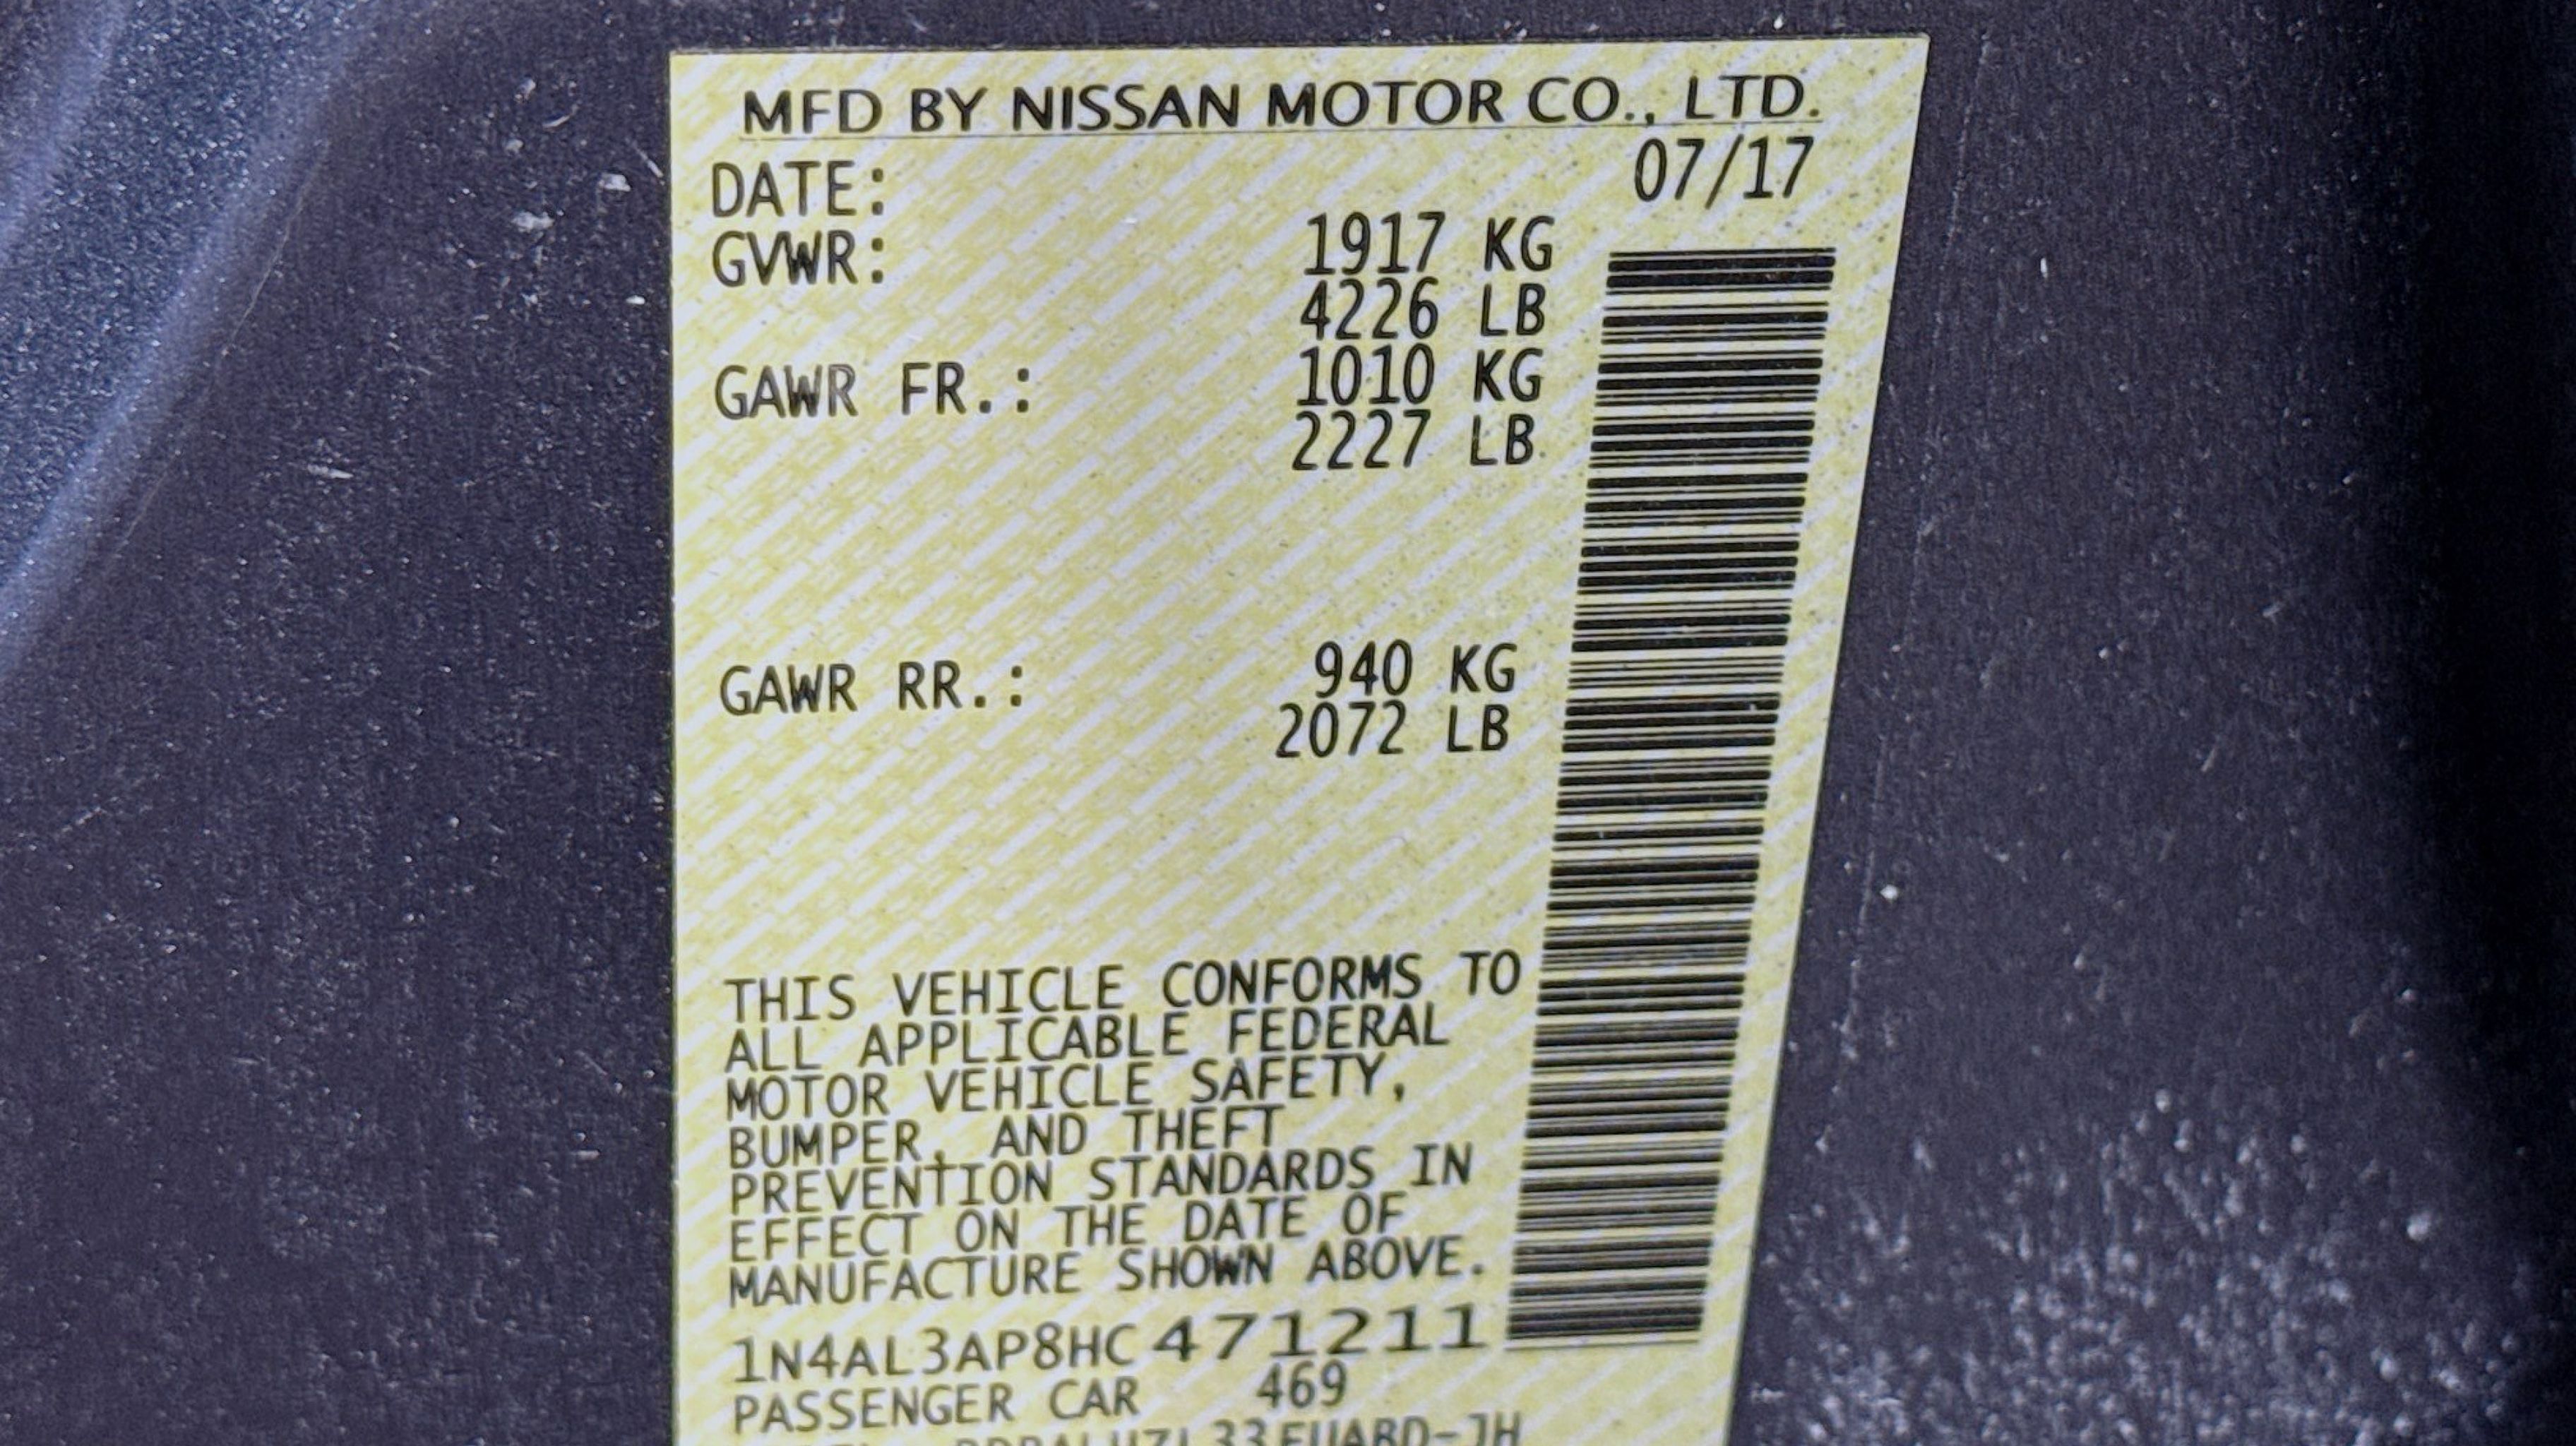 MFD BY NISSAN MOTOR CO., LTD.
DATE: 07/17
GVWR: 1917 KG
4226 LB
GAWR FR.: 1010 KG
2227 LB
GAWR RR.: 940 KG
2072 LB
THIS VEHICLE CONFORMS TO
ALL APPLICABLE FEDERAL
MOTOR VEHICLE SAFETY,
BUMPER, AND THEFT
PREVENTION STANDARDS IN
EFFECT ON THE DATE OF
MANUFACTURE SHOWN ABOVE.
1N4AL3AP8HC471211
PASSENGER CAR 469